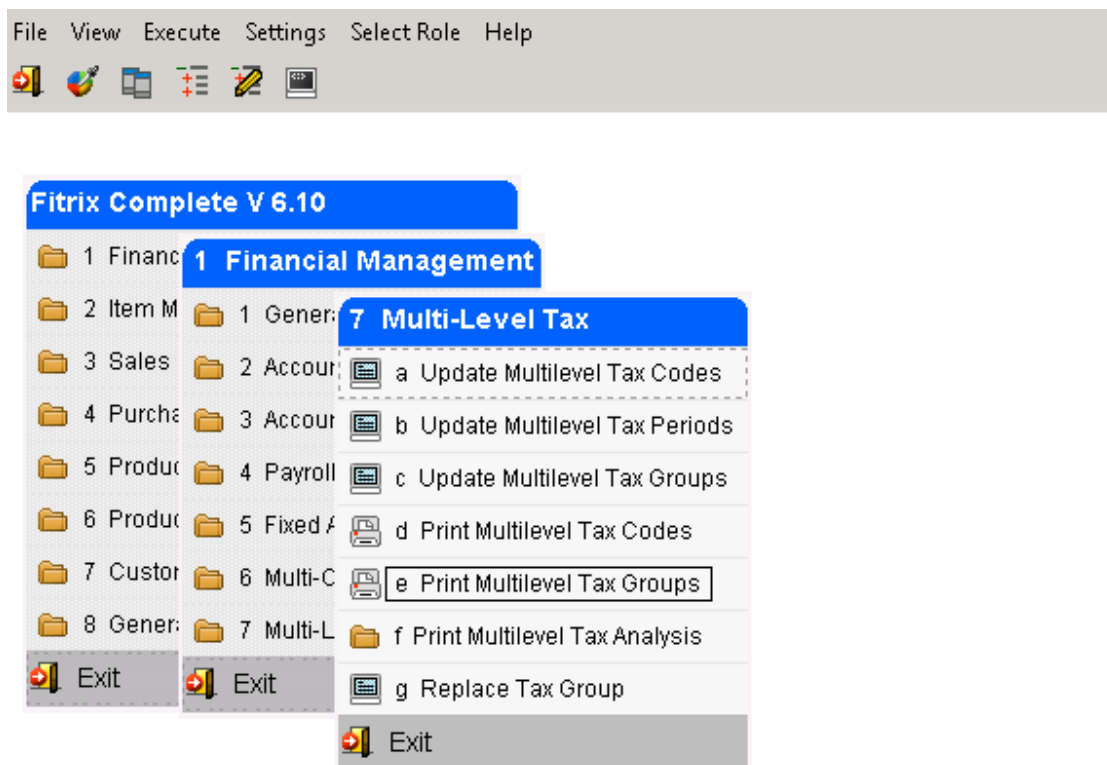 File View Execute Settings Select Role Help
Fitrix Complete V 6.10
1 Financ
2 Item M
3 Sales
4 Purcha
5 Produc
6 Produc
7 Custor
8 Gener
Exit
1 Financial Management
1 Gener
2 Accour
3 Accour
4 Payroll
5 Fixed A
6 Multi-C
7 Multi-L
Exit
7 Multi-Level Tax
a Update Multilevel Tax Codes
b Update Multilevel Tax Periods
c Update Multilevel Tax Groups
d Print Multilevel Tax Codes
e Print Multilevel Tax Groups
f Print Multilevel Tax Analysis
g Replace Tax Group
Exit